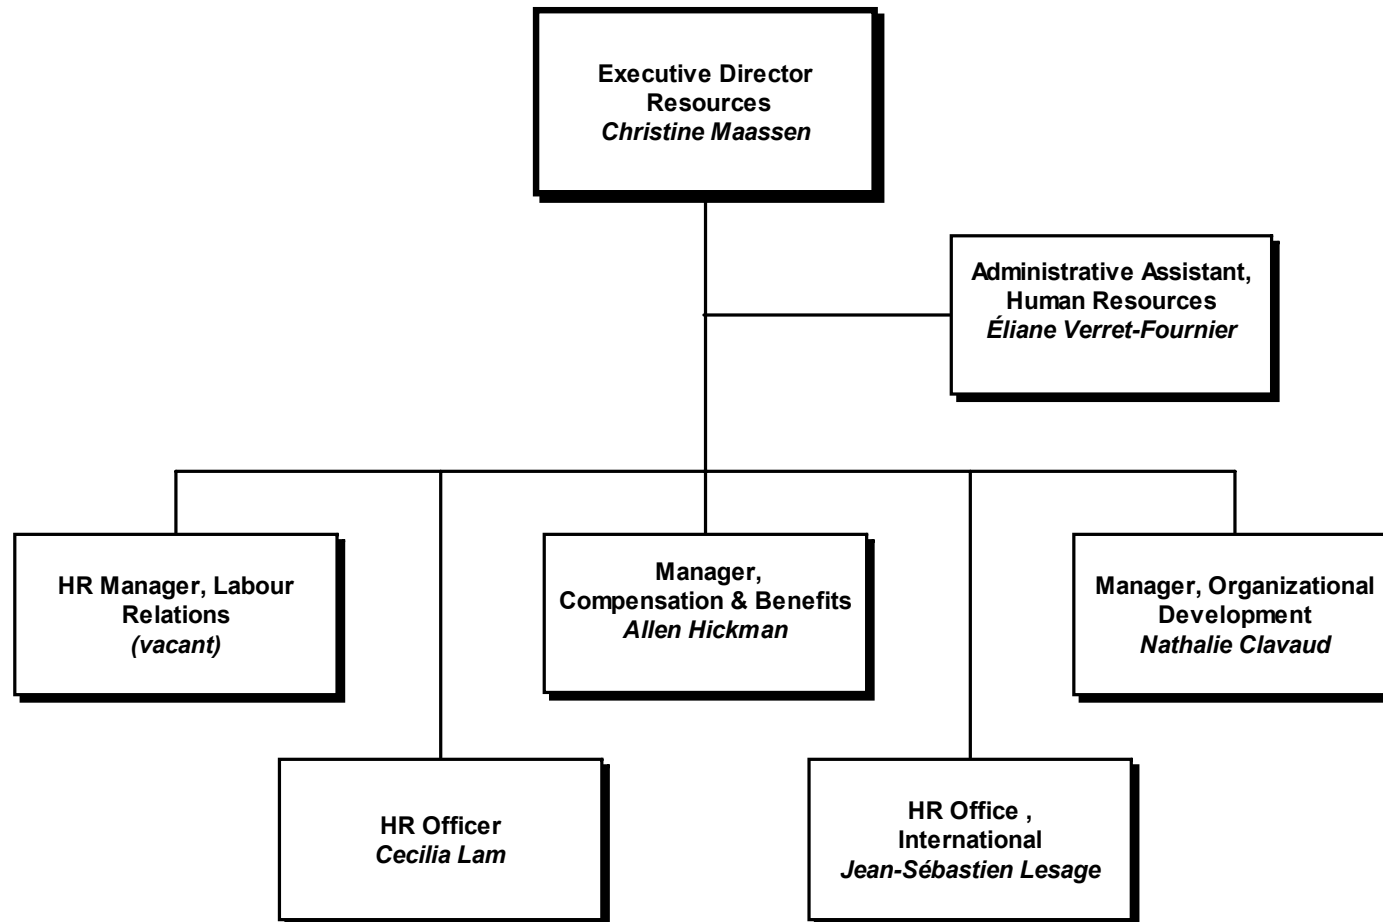 Executive Director
Resources
Christine Maassen
Administrative Assistant,
Human Resources
Éliane Verret-Fournier
HR Manager, Labour
Relations
(vacant)
Manager,
Compensation & Benefits
Allen Hickman
Manager, Organizational
Development
Nathalie Clavaud
HR Officer
Cecilia Lam
HR Office ,
International
Jean-Sébastien Lesage